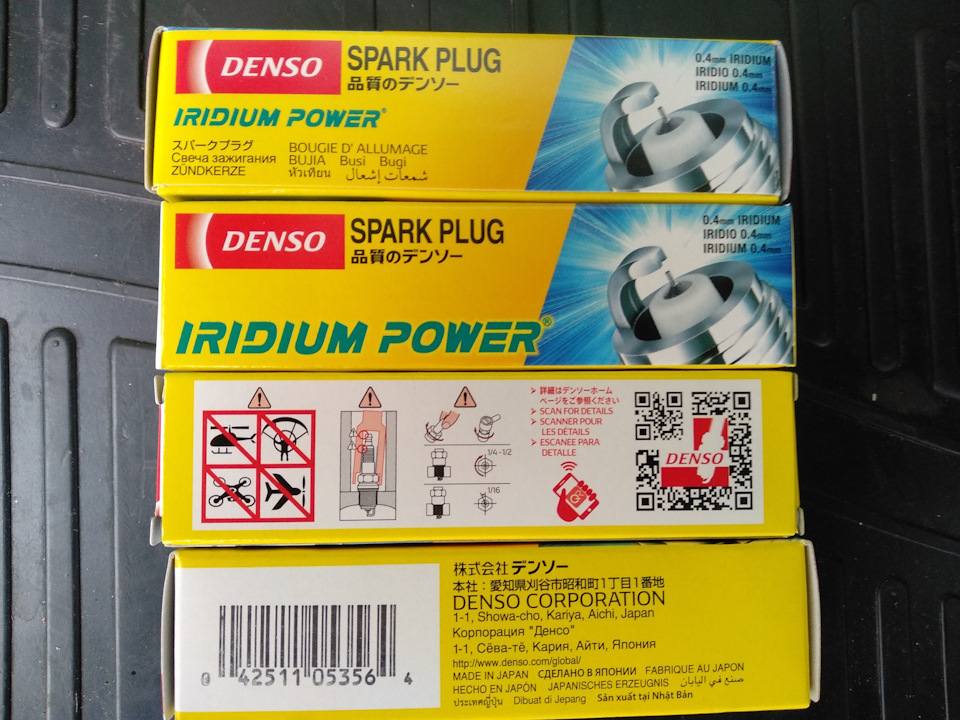 DENSO
SPARK PLUG
品質のデンソー
IRIDIUM POWER®
スパークプラグ
Свеча зажигания
ZÜNDKERZE
BOUGIE D' ALLUMAGE
BUJIA Busi Bugi
หัวเทียน شمعات إشعال
0.4mm IRIDIUM
IRIDIO 0.4mm
IRIDIUM 0.4mm
DENSO
SPARK PLUG
品質のデンソー
IRIDIUM POWER®
0.4mm IRIDIUM
IRIDIO 0.4mm
IRIDIUM 0.4mm
1/4 -1/2
1/16
➤ 詳細はデンソーホーム
ページをご参照ください
➤ SCAN FOR DETAILS
➤ SCANNER POUR
LES DÉTAILS
➤ ESCANEE PARA
DETALLE
DENSO
0 42511 05356 4
株式会社 デンソー
本社：愛知県刈谷市昭和町1丁目1番地
DENSO CORPORATION
1-1, Showa-cho, Kariya, Aichi, Japan
Корпорация "Денсо"
1-1, Сёва-тё, Кария, Айти, Япония
http://www.denso.com/global/
MADE IN JAPAN СДЕЛАНО В ЯПОНИИ FABRIQUE AU JAPON
HECHO EN JAPÓN JAPANISCHES ERZEUGNIS صنع في اليابان
ประเทศญี่ปุ่น Dibuat di Jepang Sản xuất tại Nhật Bản